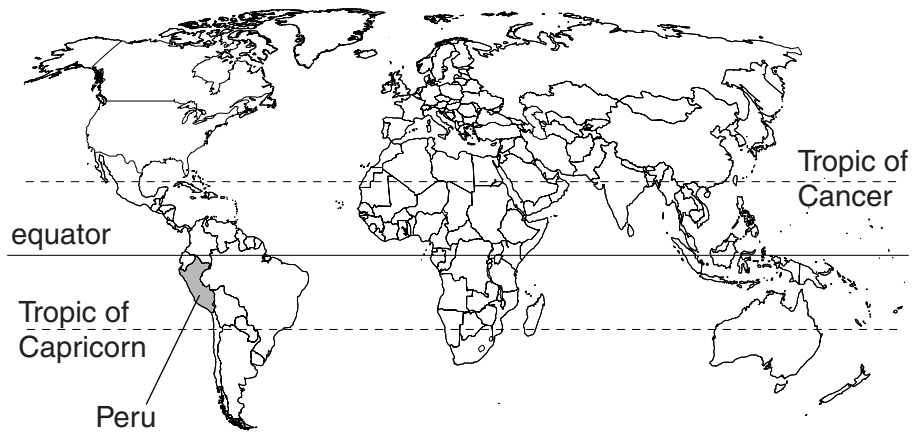 Tropic of
Cancer
equator
Tropic of
Capricorn
Peru